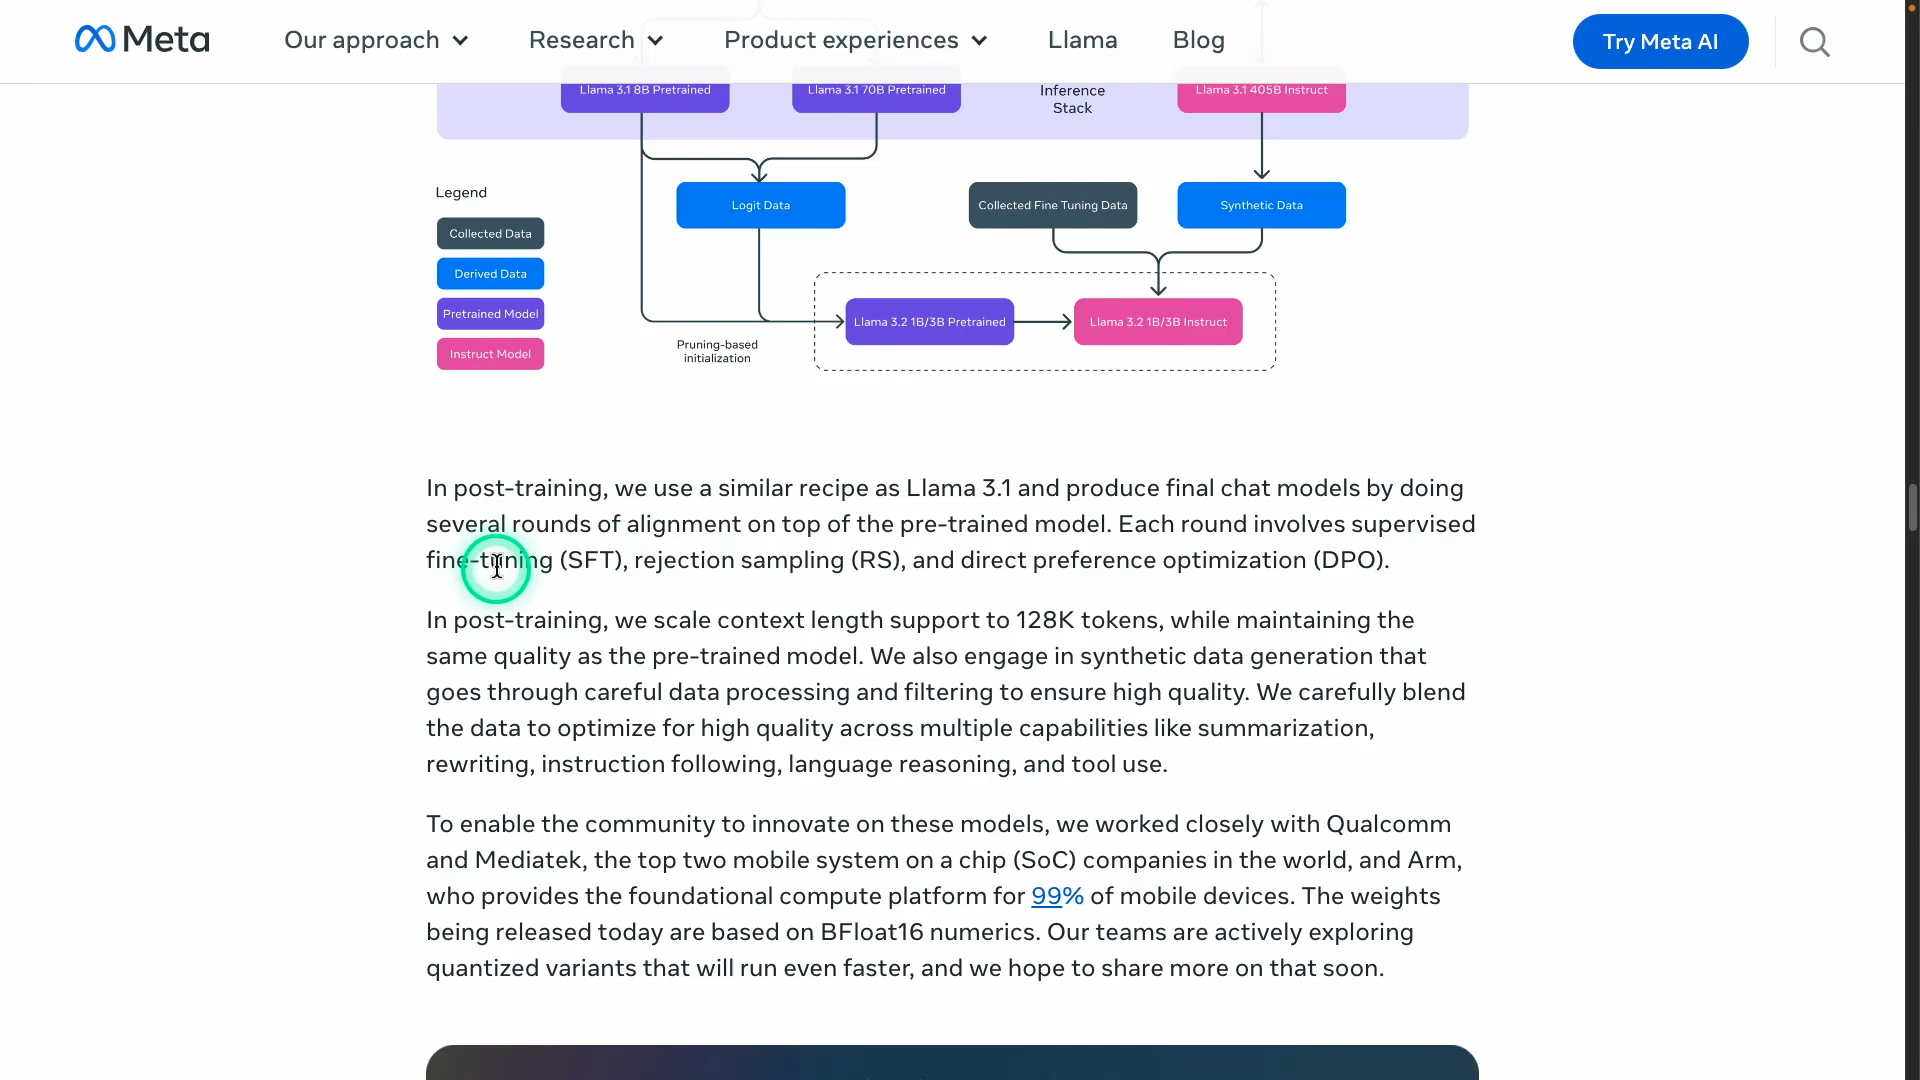 Meta
Our approach
Research
Product experiences
Llama
Blog
Try Meta AI
Llama 3.1 8B Pretrained
Llama 3.1 70B Pretrained
Inference
Stack
Llama 3.1 405B Instruct
Legend
Collected Data
Derived Data
Pretrained Model
Instruct Model
Logit Data
Collected Fine Tuning Data
Synthetic Data
Llama 3.2 1B/3B Pretrained
Llama 3.2 1B/3B Instruct
Pruning-based
initialization
In post-training, we use a similar recipe as Llama 3.1 and produce final chat models by doing
several rounds of alignment on top of the pre-trained model. Each round involves supervised
fine-tuning (SFT), rejection sampling (RS), and direct preference optimization (DPO).
In post-training, we scale context length support to 128K tokens, while maintaining the
same quality as the pre-trained model. We also engage in synthetic data generation that
goes through careful data processing and filtering to ensure high quality. We carefully blend
the data to optimize for high quality across multiple capabilities like summarization,
rewriting, instruction following, language reasoning, and tool use.
To enable the community to innovate on these models, we worked closely with Qualcomm
and Mediatek, the top two mobile system on a chip (SoC) companies in the world, and Arm,
who provides the foundational compute platform for 99% of mobile devices. The weights
being released today are based on BFloat16 numerics. Our teams are actively exploring
quantized variants that will run even faster, and we hope to share more on that soon.